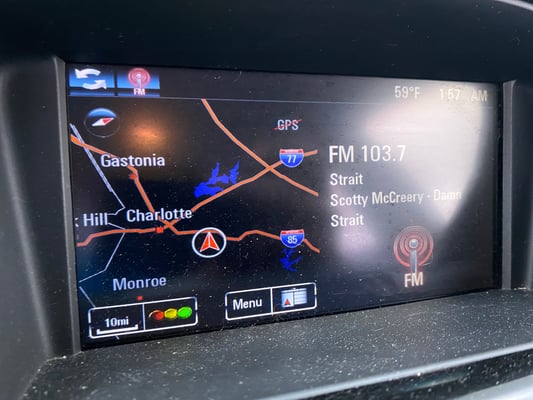 FM
59°F 1:57 AM
GPS
77
FM 103.7
Gastonia
Strait
Scotty McCreery - Damn
Strait
k Hill
Charlotte
85
FM
Monroe
10mi
Menu